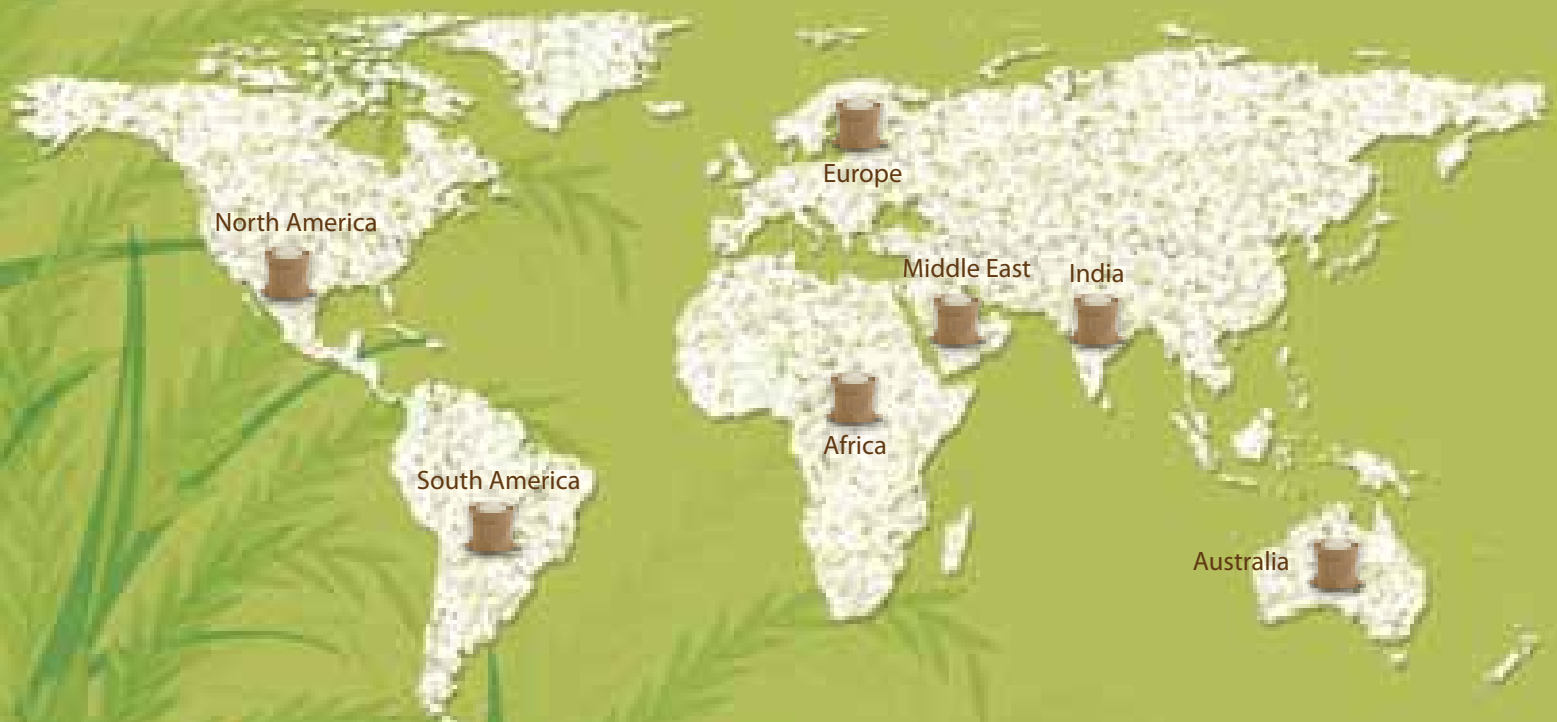 Europe
North America
Middle East
India
Africa
South America
Australia